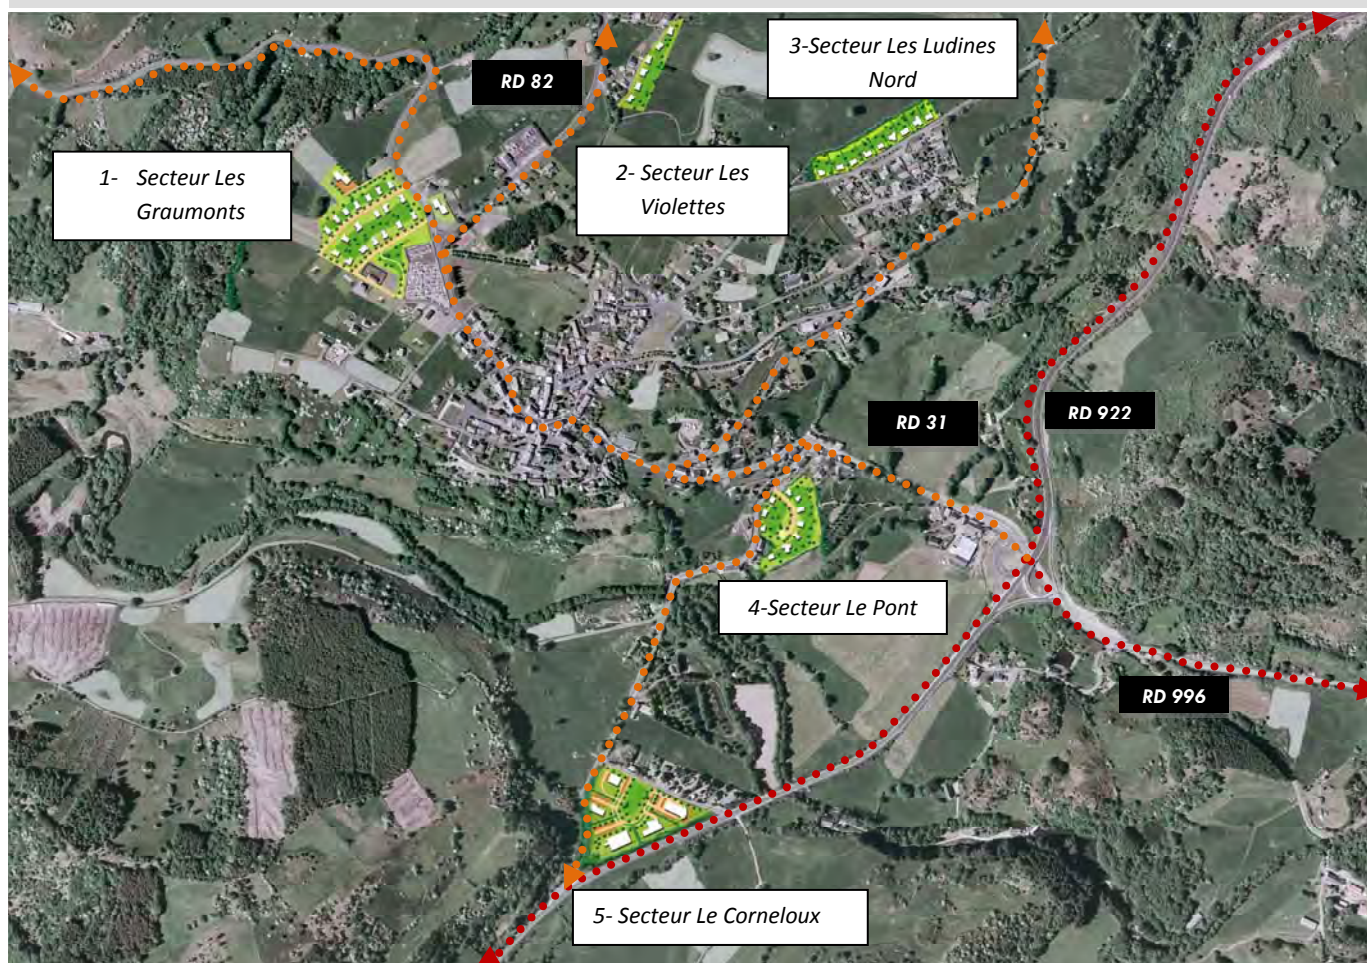 3-Secteur Les Ludines
Nord
RD 82
1- Secteur Les
Graumonts
2- Secteur Les
Violettes
RD 31
RD 922
4-Secteur Le Pont
RD 996
5- Secteur Le Corneloux